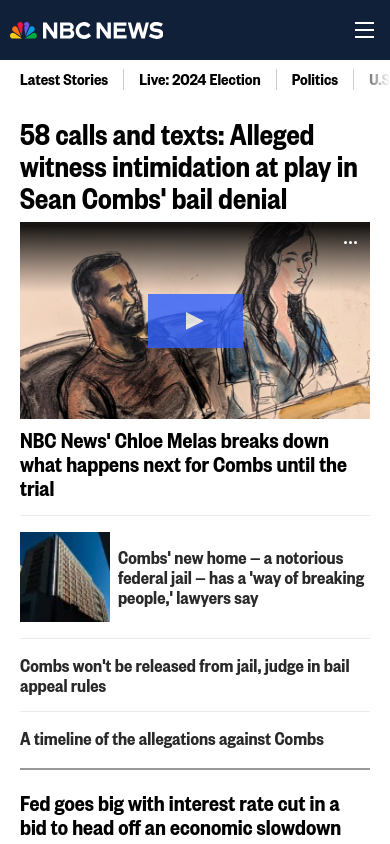 NBC NEWS
Latest Stories
Live: 2024 Election
Politics
58 calls and texts: Alleged
witness intimidation at play in
Sean Combs' bail denial
NBC News' Chloe Melas breaks down
what happens next for Combs until the
trial
Combs' new home – a notorious
federal jail – has a 'way of breaking
people,' lawyers say
Combs won't be released from jail, judge in bail
appeal rules
A timeline of the allegations against Combs
Fed goes big with interest rate cut in a
bid to head off an economic slowdown